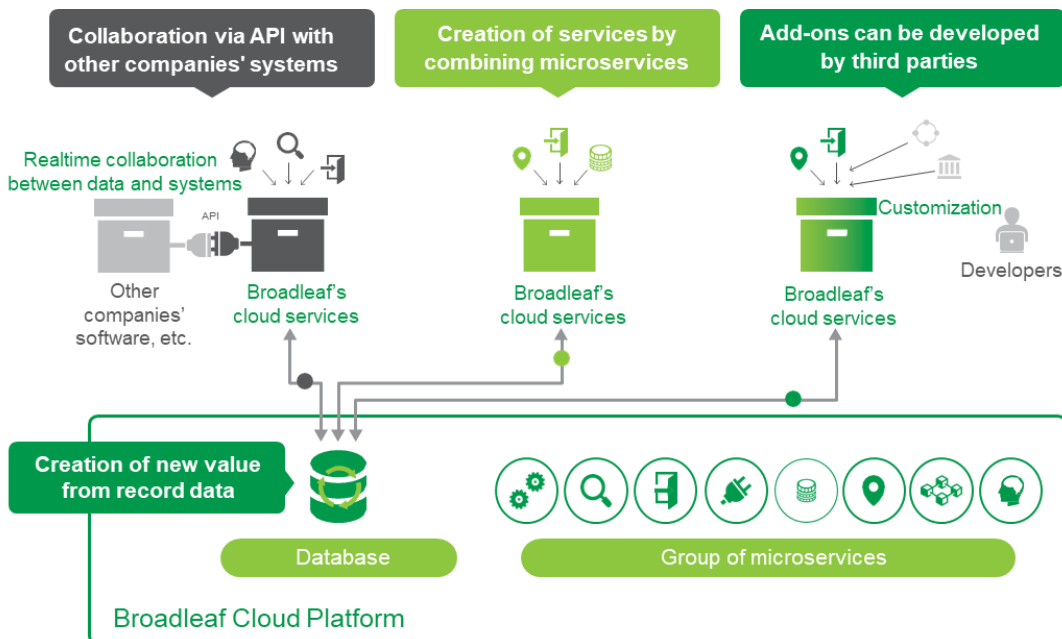 Collaboration via API with
other companies' systems
Creation of services by
combining microservices
Add-ons can be developed
by third parties
Realtime collaboration
between data and systems
API
Customization
Other
companies’
software, etc.
Broadleaf’s
cloud services
Broadleaf’s
cloud services
Broadleaf’s
cloud services
Developers
Creation of new value
from record data
Database
Group of microservices
Broadleaf Cloud Platform